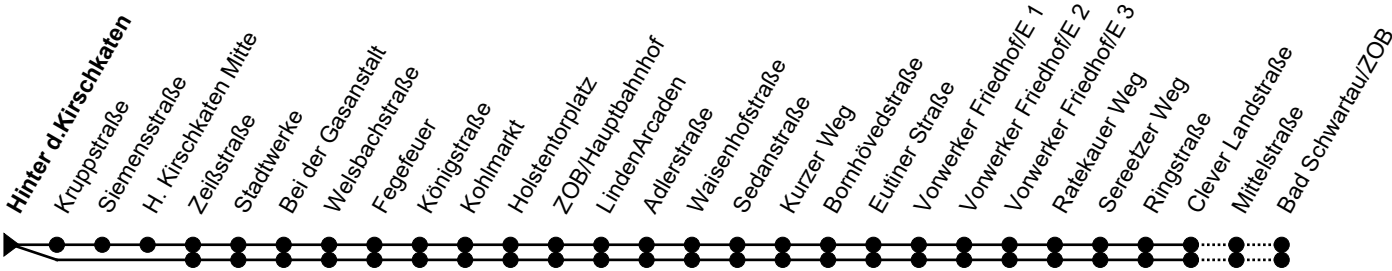 Hinter d.Kirschkaten
Kruppstraße
Siemensstraße
H. Kirschkaten Mitte
Zeißstraße
Stadtwerke
Bei der Gasanstalt
Welsbachstraße
Fegefeuer
Königstraße
Kohlmarkt
Holstentorplatz
ZOB/Hauptbahnhof
LindenArcaden
Adlerstraße
Waisenhofstraße
Sedanstraße
Kurzer Weg
Bornhövedstraße
Eutiner Straße
Vorwerker Friedhof/E 1
Vorwerker Friedhof/E 2
Vorwerker Friedhof/E 3
Ratekauer Weg
Sereetzer Weg
Ringstraße
Clever Landstraße
Mittelstraße
Bad Schwartau/ZOB